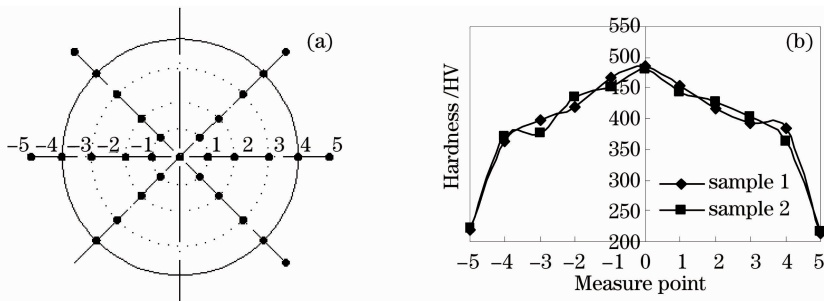 (a)
−5 −4 −3 −2 −1 1 2 3 4 5
(b)
Hardness /HV
550
500
450
400
350
300
250
200
sample 1
sample 2
−5 −4 −3 −2 −1 0 1 2 3 4 5
Measure point